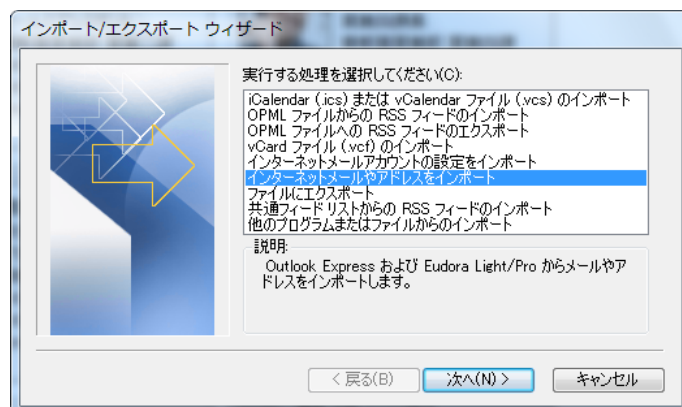 インポート/エクスポート ウィザード
実行する処理を選択してください(C):
iCalendar (.ics) または vCalendar ファイル (.vcs) のインポート
OPML ファイルからの RSS フィードのインポート
OPML ファイルへの RSS フィードのエクスポート
vCard ファイル (.vcf) のインポート
インターネットメールアカウントの設定をインポート
インターネットメールやアドレスをインポート
ファイルにエクスポート
共通フィード リストからの RSS フィードのインポート
他のプログラムまたはファイルからのインポート
説明:
Outlook Express および Eudora Light/Pro からメールやア
ドレスをインポートします。
< 戻る(B) 次へ(N) > キャンセル